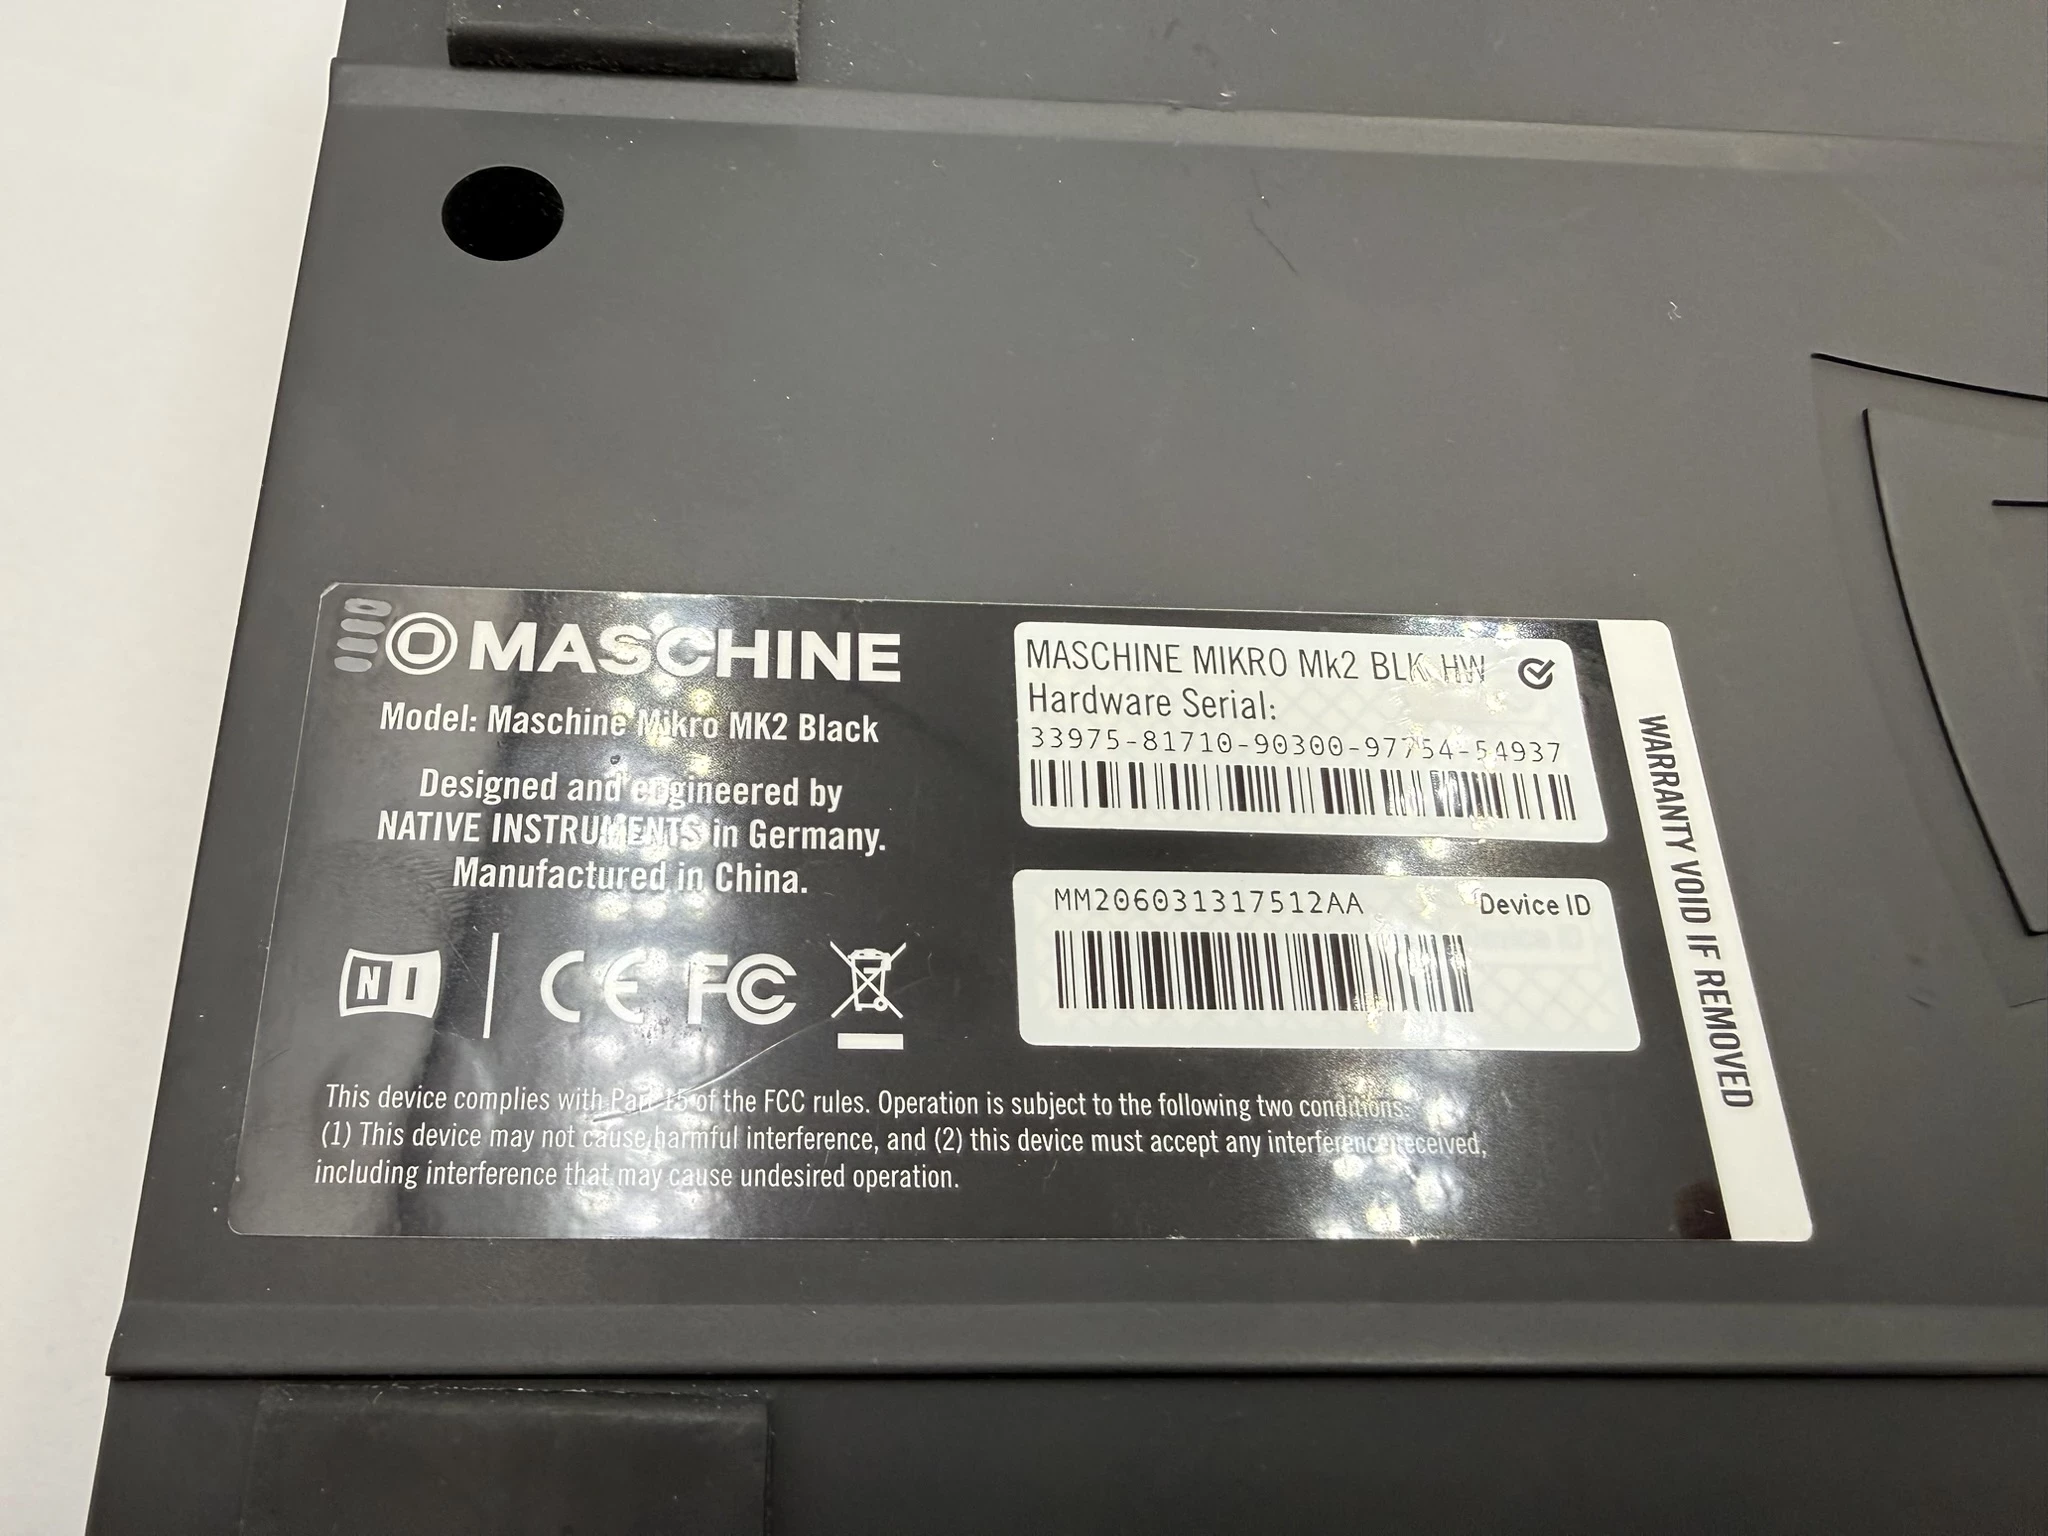 MASCHINE
Model: Maschine Mikro MK2 Black
Designed and engineered by
NATIVE INSTRUMENTS in Germany.
Manufactured in China.
NI
CE FC
This device complies with Part 15 of the FCC rules. Operation is subject to the following two conditions:
(1) This device may not cause harmful interference, and (2) this device must accept any interference received,
including interference that may cause undesired operation.
MASCHINE MIKRO Mk2 BLK HW
Hardware Serial:
33975-81710-90300-97754-54937
MM206031317512AA Device ID
WARRANTY VOID IF REMOVED